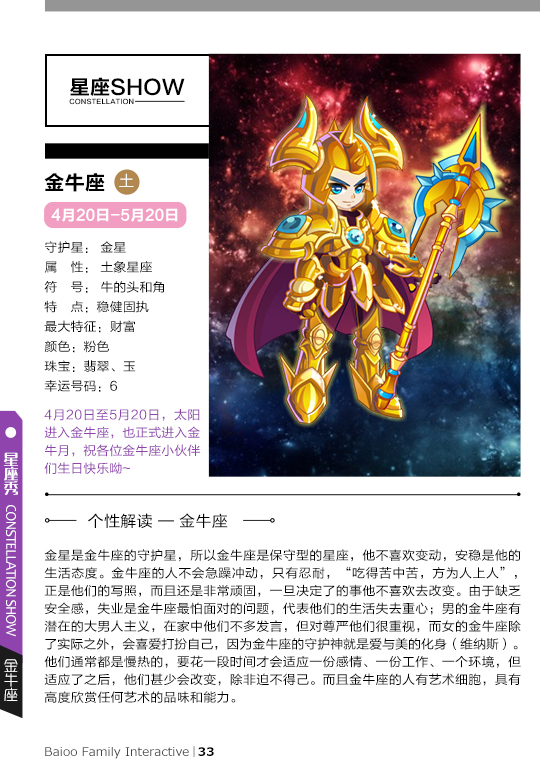 星座SHOW
CONSTELLATION
金牛座 土
4月20日-5月20日
守护星： 金星
属　性： 土象星座
符　号： 牛的头和角
特　点：稳健固执
最大特征：财富
颜色：粉色
珠宝：翡翠、玉
幸运号码：6
4月20日至5月20日，太阳
进入金牛座，也正式进入金
牛月，祝各位金牛座小伙伴
们生日快乐呦~
个性解读 — 金牛座
金星是金牛座的守护星，所以金牛座是保守型的星座，他不喜欢变动，安稳是他的
生活态度。金牛座的人不会急躁冲动，只有忍耐，“吃得苦中苦，方为人上人”，
正是他们的写照，而且还是非常顽固，一旦决定了的事他不喜欢去改变。由于缺乏
安全感，失业是金牛座最怕面对的问题，代表他们的生活失去重心；男的金牛座有
潜在的大男人主义，在家中他们不多发言，但对尊严他们很重视，而女的金牛座除
了实际之外，会喜爱打扮自己，因为金牛座的守护神就是爱与美的化身（维纳斯）。
他们通常都是慢热的，要花一段时间才会适应一份感情、一份工作、一个环境，但
适应了之后，他们甚少会改变，除非迫不得已。而且金牛座的人有艺术细胞，具有
高度欣赏任何艺术的品味和能力。
星座秀 CONSTELLATION SHOW
金牛座
Baioo Family Interactive | 33